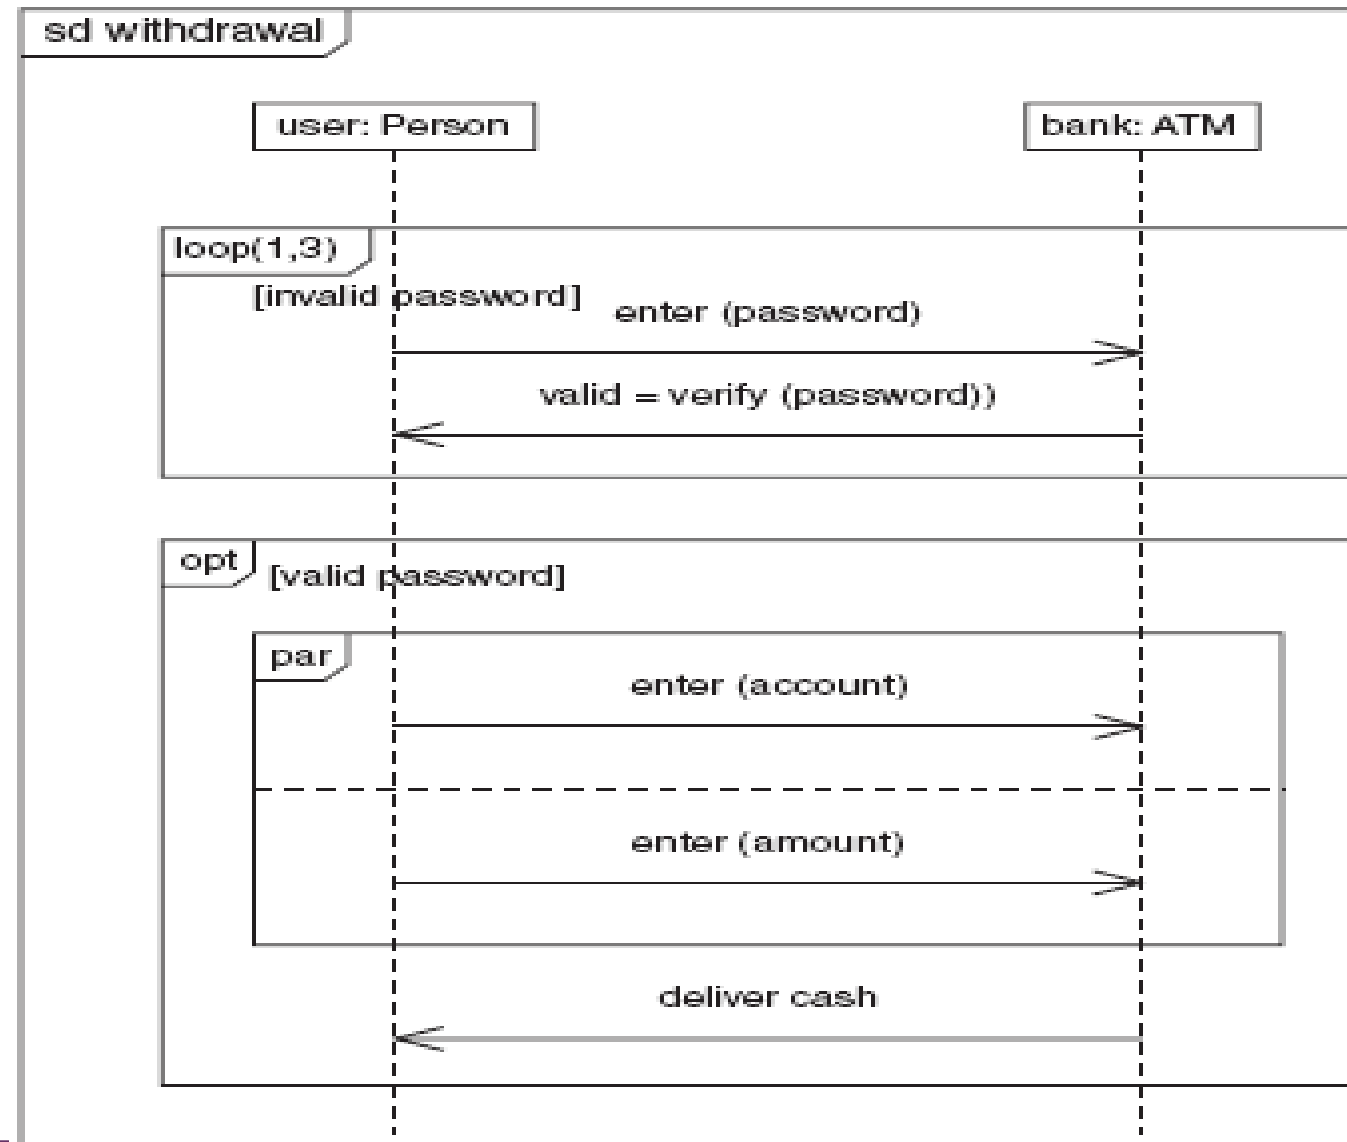 sd withdrawal
user: Person
bank: ATM
loop(1,3)
[invalid password]
enter (password)
valid = verify (password))
opt
[valid password]
par
enter (account)
enter (amount)
deliver cash